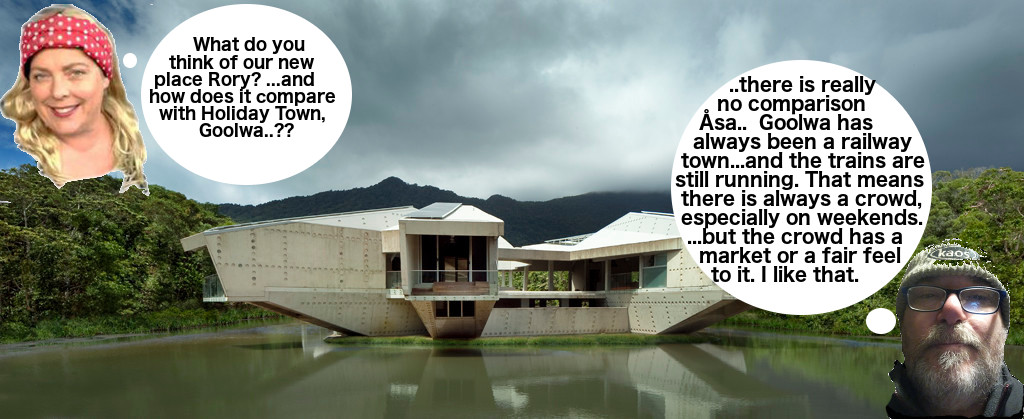 What do you
think of our new
place Rory? ...and
how does it compare
with Holiday Town,
Goolwa..??
..there is really
no comparison
Åsa.. Goolwa has
always been a railway
town...and the trains are
still running. That means
there is always a crowd,
especially on weekends.
...but the crowd has a
market or a fair feel
to it. I like that.
kaos